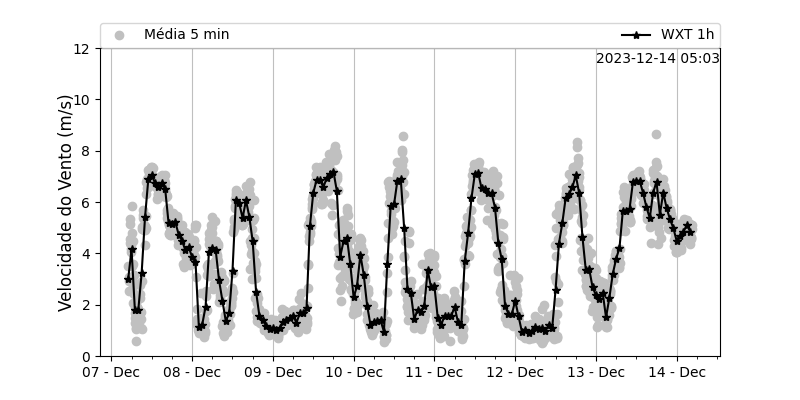 Média 5 min
WXT 1h
2023-12-14 05:03
Velocidade do Vento (m/s)
12
10
8
6
4
2
0
07 - Dec
08 - Dec
09 - Dec
10 - Dec
11 - Dec
12 - Dec
13 - Dec
14 - Dec